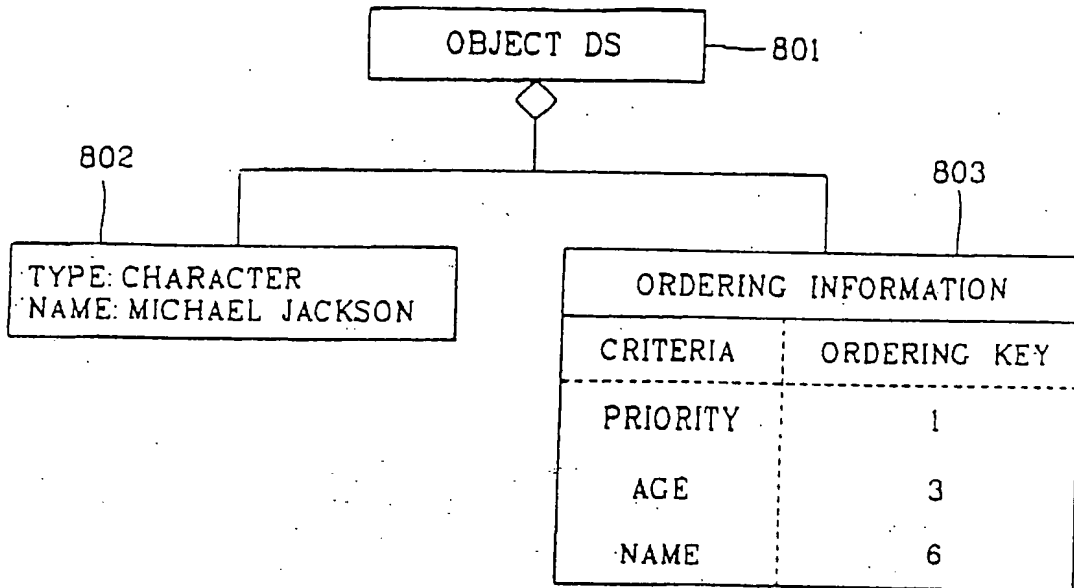 OBJECT DS
801
802
803
TYPE: CHARACTER
NAME: MICHAEL JACKSON
ORDERING INFORMATION
CRITERIA ORDERING KEY
PRIORITY 1
AGE 3
NAME 6